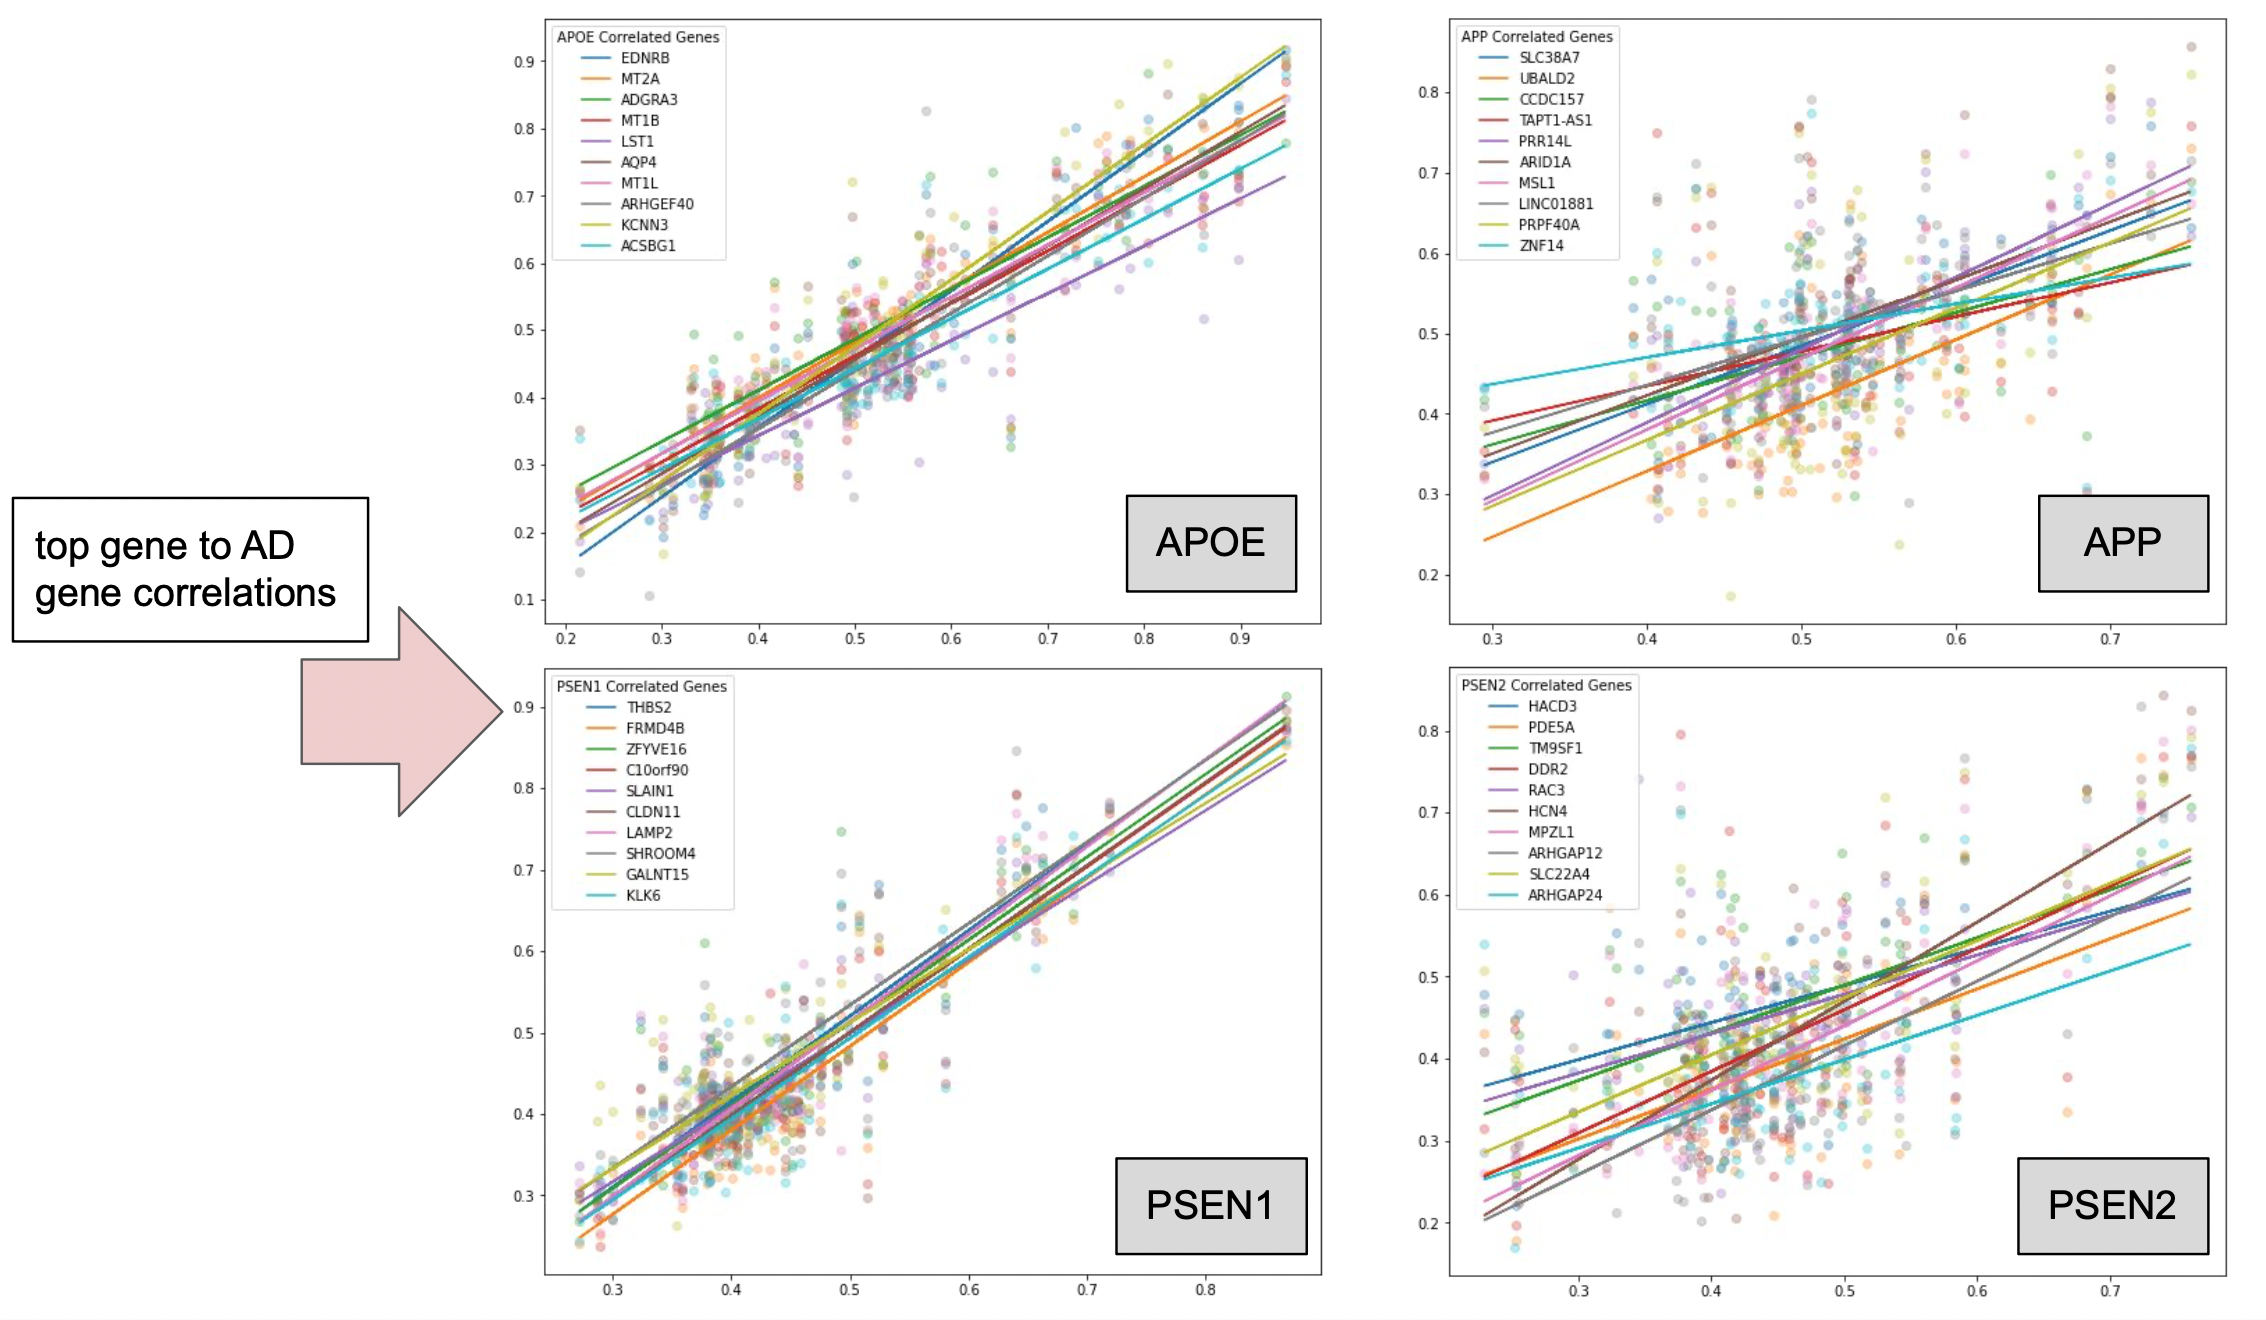 top gene to AD
gene correlations
APOE Correlated Genes
EDNRB
MT2A
ADGRA3
MT1B
LST1
AQP4
MT1L
ARHGEF40
KCNN3
ACSBG1
0.9
0.8
0.7
0.6
0.5
0.4
0.3
0.2
0.1
0.2 0.3 0.4 0.5 0.6 0.7 0.8 0.9
APOE
APP Correlated Genes
SLC38A7
UBALD2
CCDC157
TAPT1-AS1
PRR14L
ARID1A
MSL1
LINC01881
PRPF40A
ZNF14
0.8
0.7
0.6
0.5
0.4
0.3
0.2
0.3 0.4 0.5 0.6 0.7
APP
PSEN1 Correlated Genes
THBS2
FRMD4B
ZFYVE16
C10orf90
SLAIN1
CLDN11
LAMP2
SHROOM4
GALNT15
KLK6
0.9
0.8
0.7
0.6
0.5
0.4
0.3
0.3 0.4 0.5 0.6 0.7 0.8
PSEN1
PSEN2 Correlated Genes
HACD3
PDE5A
TM9SF1
DDR2
RAC3
HCN4
MPZL1
ARHGAP12
SLC22A4
ARHGAP24
0.8
0.7
0.6
0.5
0.4
0.3
0.2
0.3 0.4 0.5 0.6 0.7
PSEN2